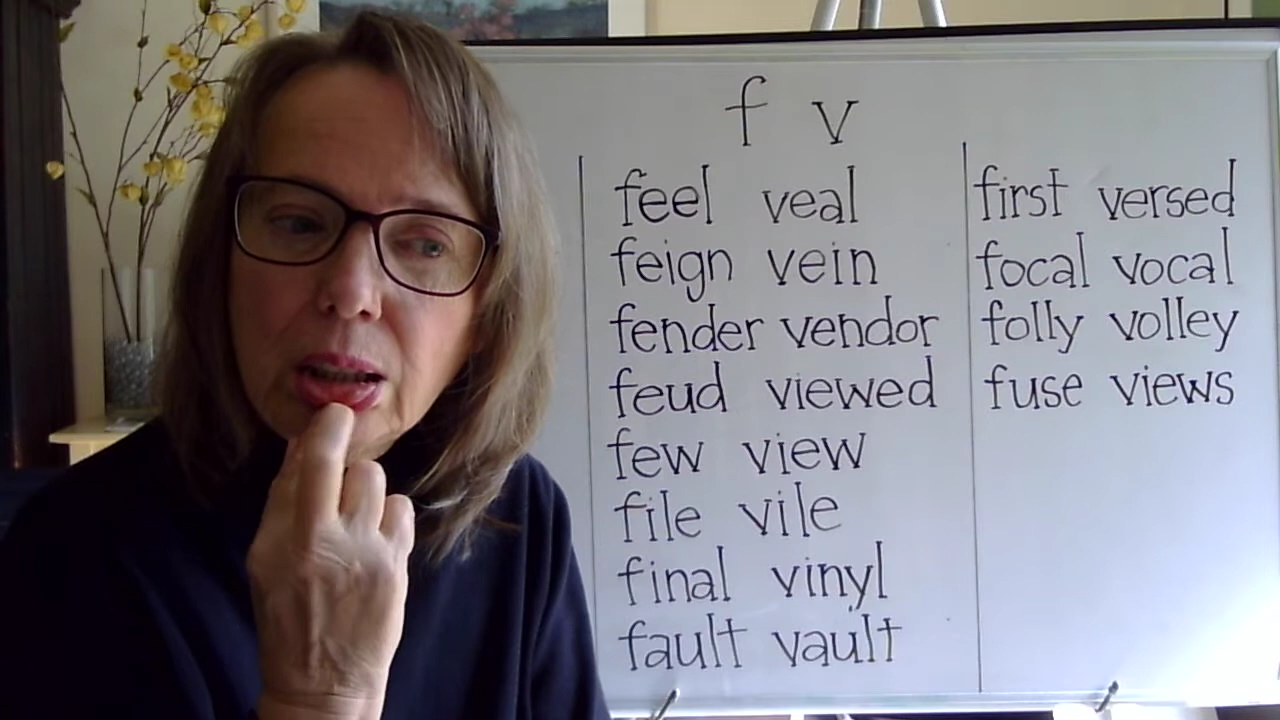 f v
feel veal
feign vein
fender vendor
feud viewed
few view
file vile
final vinyl
fault vault
first versed
focal vocal
folly volley
fuse views